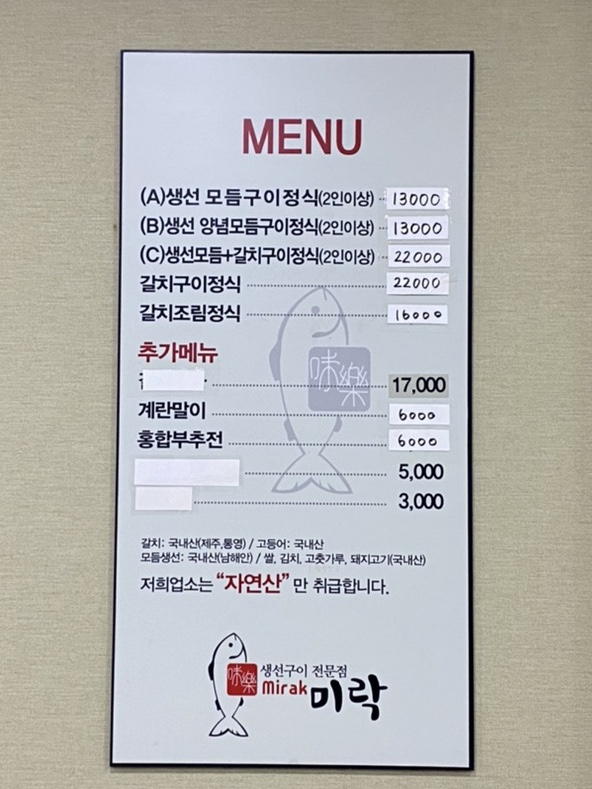 MENU
(A)생선 모듬구이정식(2인이상) 13000
(B)생선 양념모듬구이정식(2인이상) 13000
(C)생선모듬+갈치구이정식(2인이상) 22000
갈치구이정식 22000
갈치조림정식 16000
추가메뉴
17,000
계란말이 6000
홍합부추전 6000
5,000
3,000
味樂
갈치: 국내산(제주,통영) / 고등어: 국내산
모듬생선: 국내산(남해안) / 쌀, 김치, 고춧가루, 돼지고기(국내산)
저희업소는 “자연산” 만 취급합니다.
味樂 생선구이 전문점
Mirak 미락